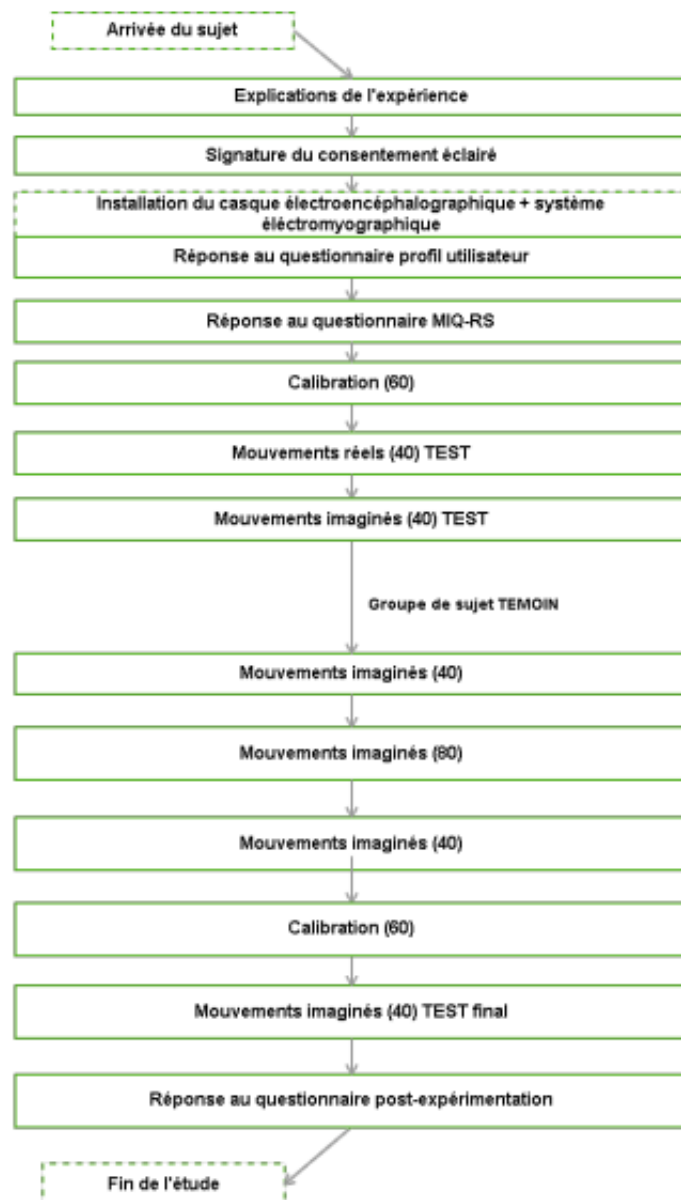 Arrivée du sujet
Explications de l'expérience
Signature du consentement éclairé
Installation du casque électroencéphalographique + système
éléctromyographique
Réponse au questionnaire profil utilisateur
Réponse au questionnaire MIQ-RS
Calibration (60)
Mouvements réels (40) TEST
Mouvements imaginés (40) TEST
Groupe de sujet TEMOIN
Mouvements imaginés (40)
Mouvements imaginés (80)
Mouvements imaginés (40)
Calibration (60)
Mouvements imaginés (40) TEST final
Réponse au questionnaire post-expérimentation
Fin de l'étude